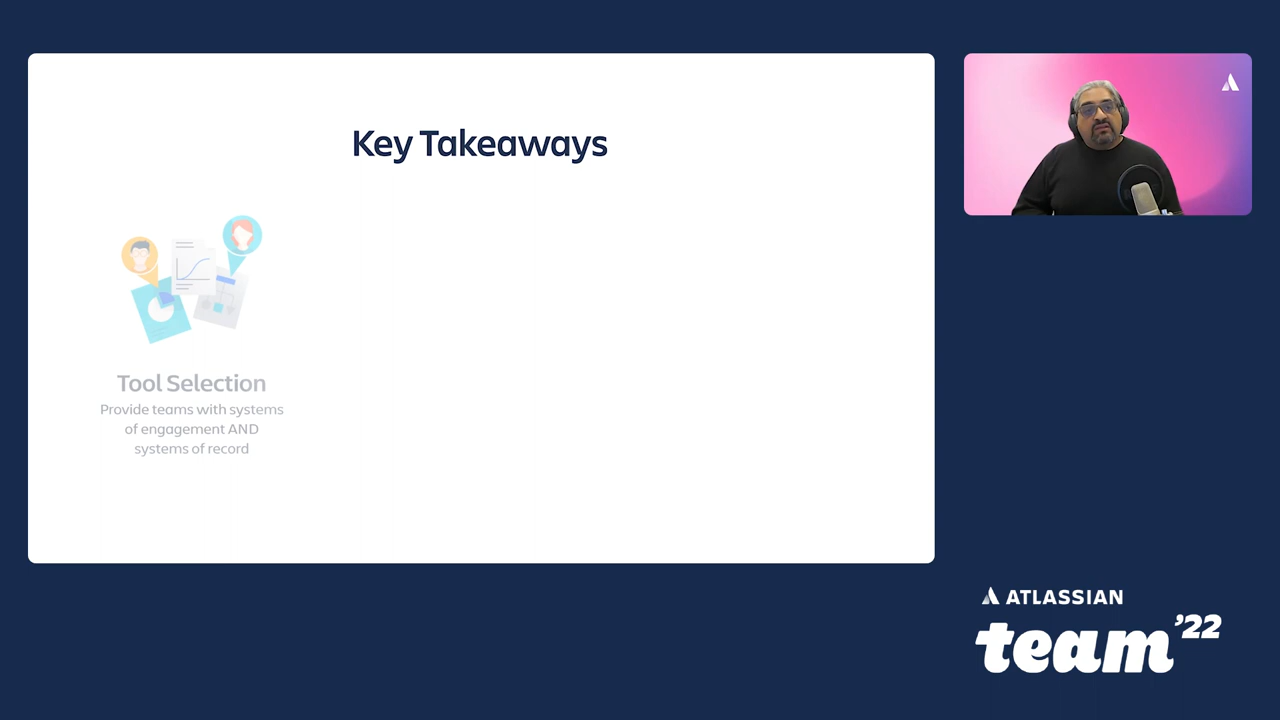 Key Takeaways
Tool Selection
Provide teams with systems
of engagement AND
systems of record
ATLASSIAN
team '22